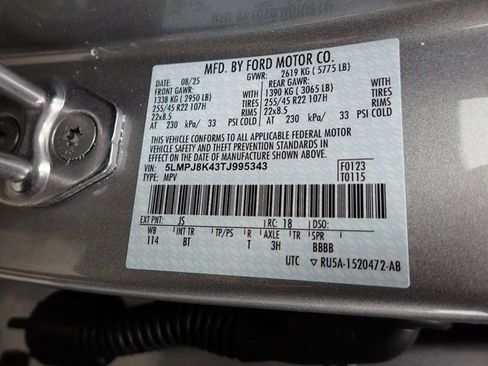 MFD. BY FORD MOTOR CO.
DATE: 08/25 GVWR: 2619 KG ( 5775 LB)
FRONT GAWR: REAR GAWR:
1338 KG ( 2950 LB) WITH 1390 KG ( 3065 LB) WITH
255/45 R22 107H TIRES 255/45 R22 107H TIRES
22x8.5 RIMS 22x8.5 RIMS
AT 230 kPa/ 33 PSI COLD AT 230 kPa/ 33 PSI COLD
THIS VEHICLE CONFORMS TO ALL APPLICABLE FEDERAL MOTOR
VEHICLE SAFETY AND THEFT PREVENTION STANDARDS IN EFFECT
ON THE DATE OF MANUFACTURE SHOWN ABOVE.
VIN: 5LMPJ8K43TJ995343 F0123
TYPE: MPV T0115
EXT PNT: JS RC: 18 DSO:
WB INT TR TP/PS R AXLE TR SPR
114 BT T 3H BBBB
UTC ▽ RU5A-1520472-AB